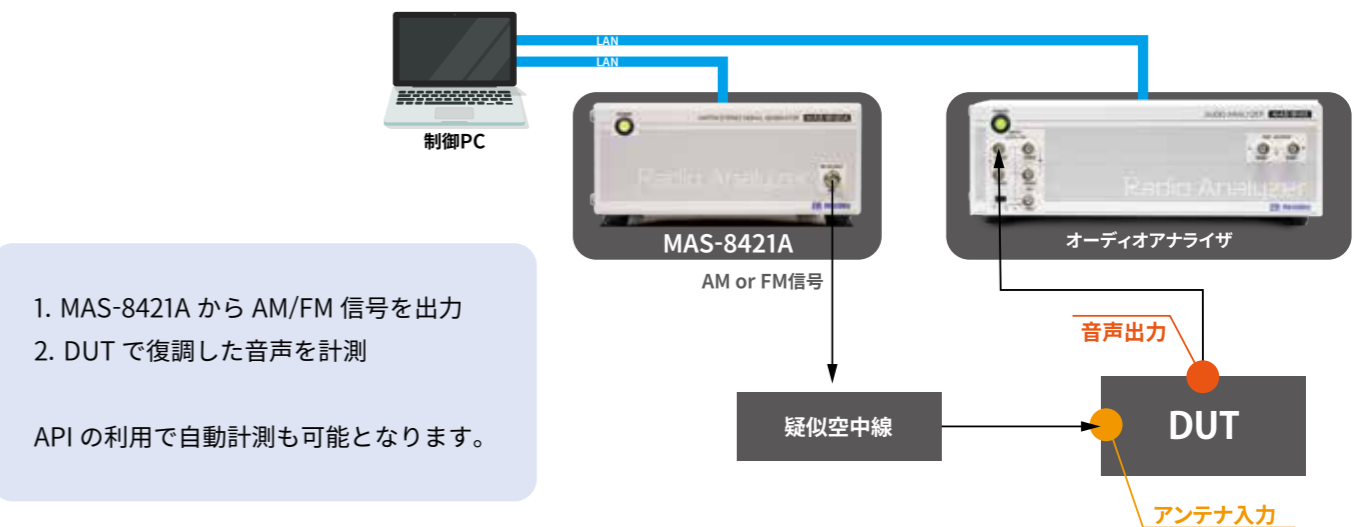 LAN
LAN
制御PC
Radio Analyzer
MAS-8421A
AUDIO ANALYZER
Radio Analyzer
オーディオアナライザ
AM or FM信号
1. MAS-8421A から AM/FM 信号を出力
2. DUT で復調した音声を計測
API の利用で自動計測も可能となります。
音声出力
疑似空中線
DUT
アンテナ入力